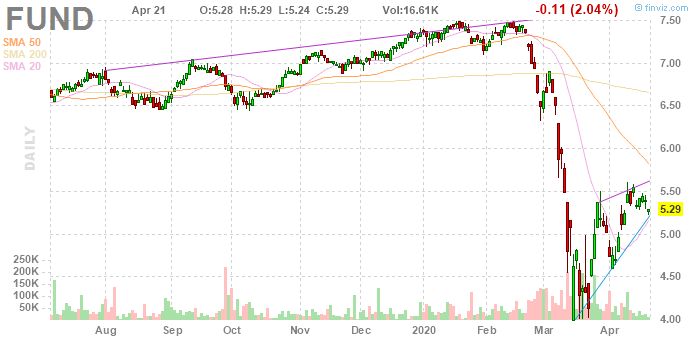 FUND Apr 21 O:5.28 H:5.29 L:5.24 C:5.29 Vol:16.61K -0.11 (2.04%) © finviz.com
SMA 50
SMA 200
SMA 20
DAILY
7.50
7.00
6.50
6.00
5.50
5.29
5.00
4.50
4.00
250K
200K
150K
100K
50K
Aug Sep Oct Nov Dec 2020 Feb Mar Apr